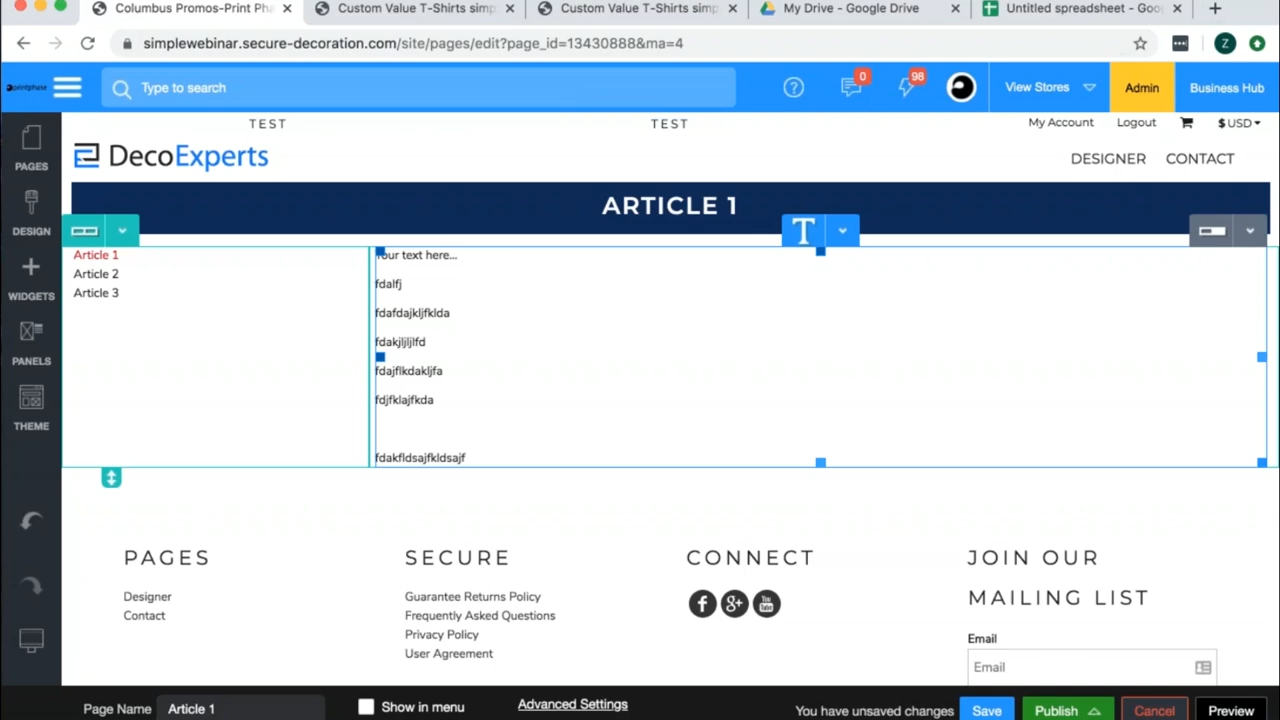 Columbus Promos-Print Pha
Custom Value T-Shirts simp
Custom Value T-Shirts simp
My Drive - Google Drive
Untitled spreadsheet - Goo
simplewebinar.secure-decoration.com/site/pages/edit?page_id=13430888&ma=4
Z
printphase
Type to search
0
98
View Stores
Admin
Business Hub
TEST
TEST
My Account
Logout
$ USD
DecoExperts
DESIGNER
CONTACT
PAGES
DESIGN
WIDGETS
PANELS
THEME
ARTICLE 1
T
Article 1
Article 2
Article 3
Your text here...
fdalfj
fdafdajkljfklda
fdakjljljlfd
fdajflkdakljfa
fdjfklajfkda
fdakfldsajfkldsajf
PAGES
Designer
Contact
SECURE
Guarantee Returns Policy
Frequently Asked Questions
Privacy Policy
User Agreement
CONNECT
f
g+
You Tube
JOIN OUR
MAILING LIST
Email
Email
Page Name
Article 1
Show in menu
Advanced Settings
You have unsaved changes
Save
Publish
Cancel
Preview